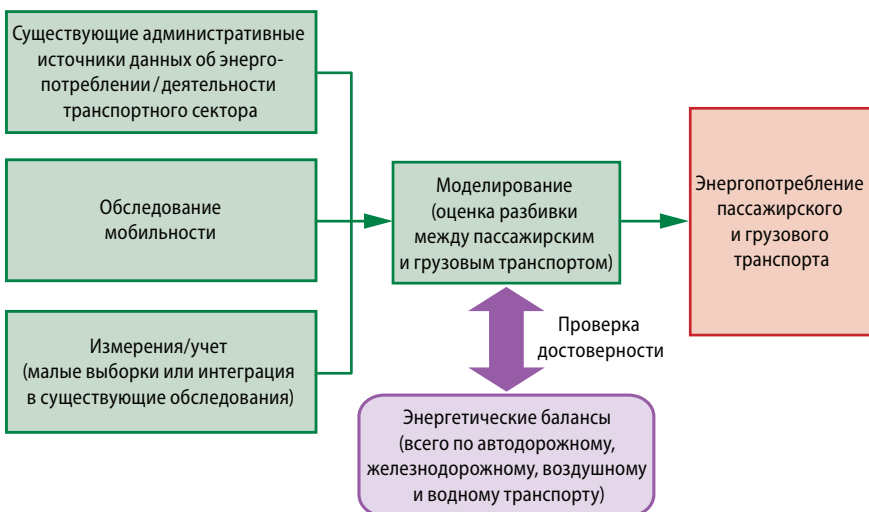 Существующие административные
источники данных об энерго-
потреблении/деятельности
транспортного сектора
Обследование
мобильности
Измерения/учет
(малые выборки или интеграция
в существующие обследования)
Моделирование
(оценка разбивки
между пассажирским
и грузовым транспортом)
Энергопотребление
пассажирского
и грузового
транспорта
Проверка
достоверности
Энергетические балансы
(всего по автодорожному,
железнодорожному, воздушному
и водному транспорту)